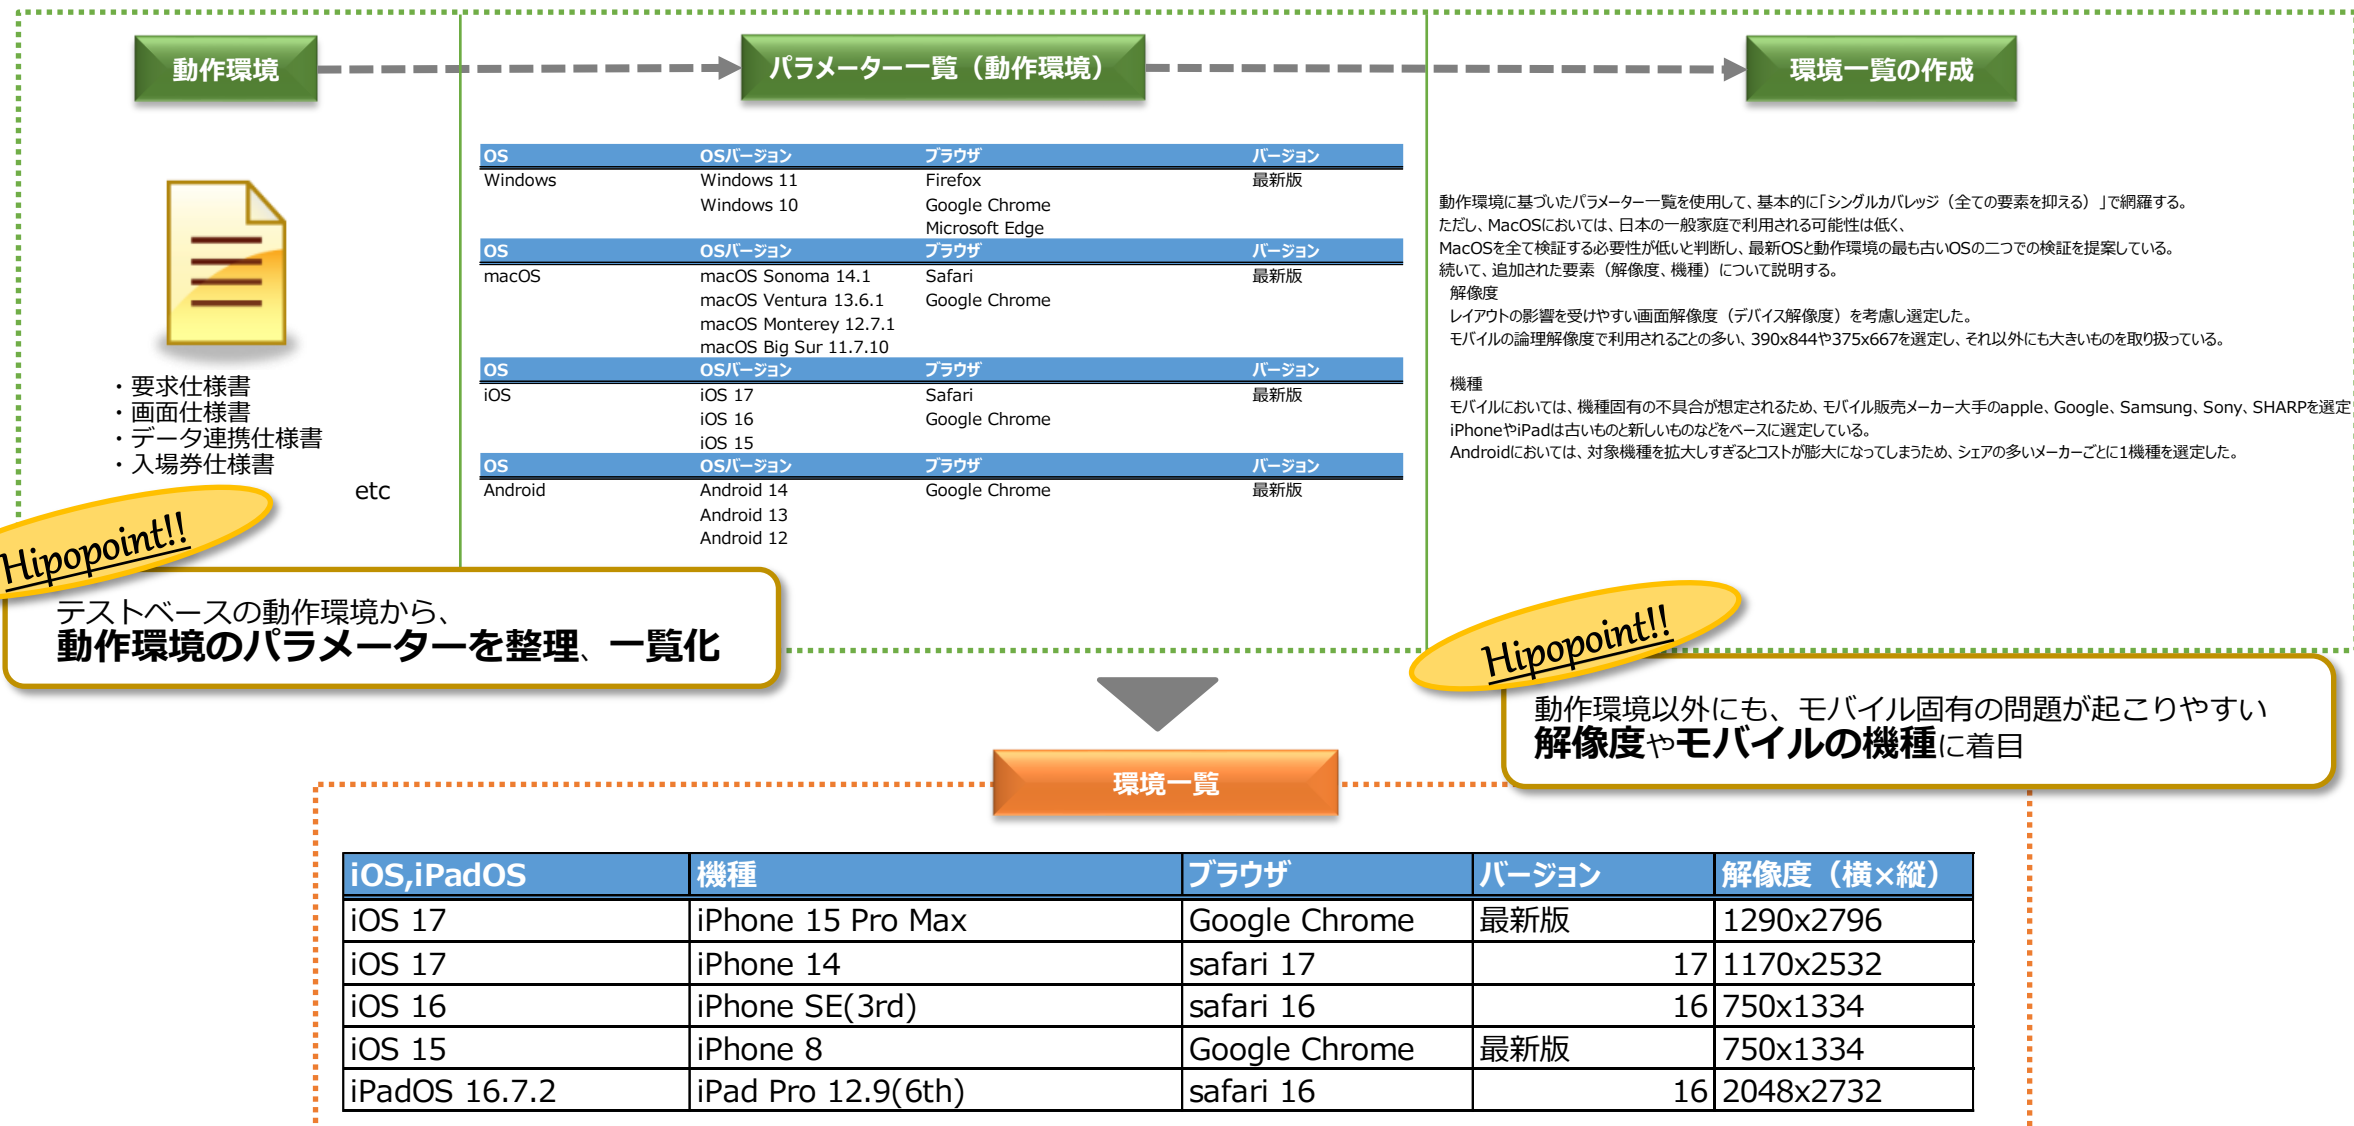 動作環境
パラメーター一覧（動作環境）
環境一覧の作成
・要求仕様書
・画面仕様書
・データ連携仕様書
・入場券仕様書
etc
OS OSバージョン ブラウザ バージョン
Windows Windows 11 Firefox 最新版
Windows 10 Google Chrome
Microsoft Edge
OS OSバージョン ブラウザ バージョン
macOS macOS Sonoma 14.1 Safari 最新版
macOS Ventura 13.6.1 Google Chrome
macOS Monterey 12.7.1
macOS Big Sur 11.7.10
OS OSバージョン ブラウザ バージョン
iOS iOS 17 Safari 最新版
iOS 16 Google Chrome
iOS 15
OS OSバージョン ブラウザ バージョン
Android Android 14 Google Chrome 最新版
Android 13
Android 12
動作環境に基づいたパラメーター一覧を使用して、基本的に「シングルカバレッジ（全ての要素を抑える）」で網羅する。
ただし、MacOSにおいては、日本の一般家庭で利用される可能性は低く、
MacOSを全て検証する必要性が低いと判断し、最新OSと動作環境の最も古いOSの二つでの検証を提案している。
続いて、追加された要素（解像度、機種）について説明する。
解像度
レイアウトの影響を受けやすい画面解像度（デバイス解像度）を考慮し選定した。
モバイルの論理解像度で利用されることの多い、390x844や375x667を選定し、それ以外にも大きいものを取り扱っている。
機種
モバイルにおいては、機種固有の不具合が想定されるため、モバイル販売メーカー大手のapple、Google、Samsung、Sony、SHARPを選定
iPhoneやiPadは古いものと新しいものなどをベースに選定している。
Androidにおいては、対象機種を拡大しすぎるとコストが膨大になってしまうため、シェアの多いメーカーごとに1機種を選定した。
Hipopoint!!
テストベースの動作環境から、
動作環境のパラメーターを整理、一覧化
Hipopoint!!
動作環境以外にも、モバイル固有の問題が起こりやすい
解像度やモバイルの機種に着目
環境一覧
iOS,iPadOS 機種 ブラウザ バージョン 解像度（横×縦）
iOS 17 iPhone 15 Pro Max Google Chrome 最新版 1290x2796
iOS 17 iPhone 14 safari 17 17 1170x2532
iOS 16 iPhone SE(3rd) safari 16 16 750x1334
iOS 15 iPhone 8 Google Chrome 最新版 750x1334
iPadOS 16.7.2 iPad Pro 12.9(6th) safari 16 16 2048x2732